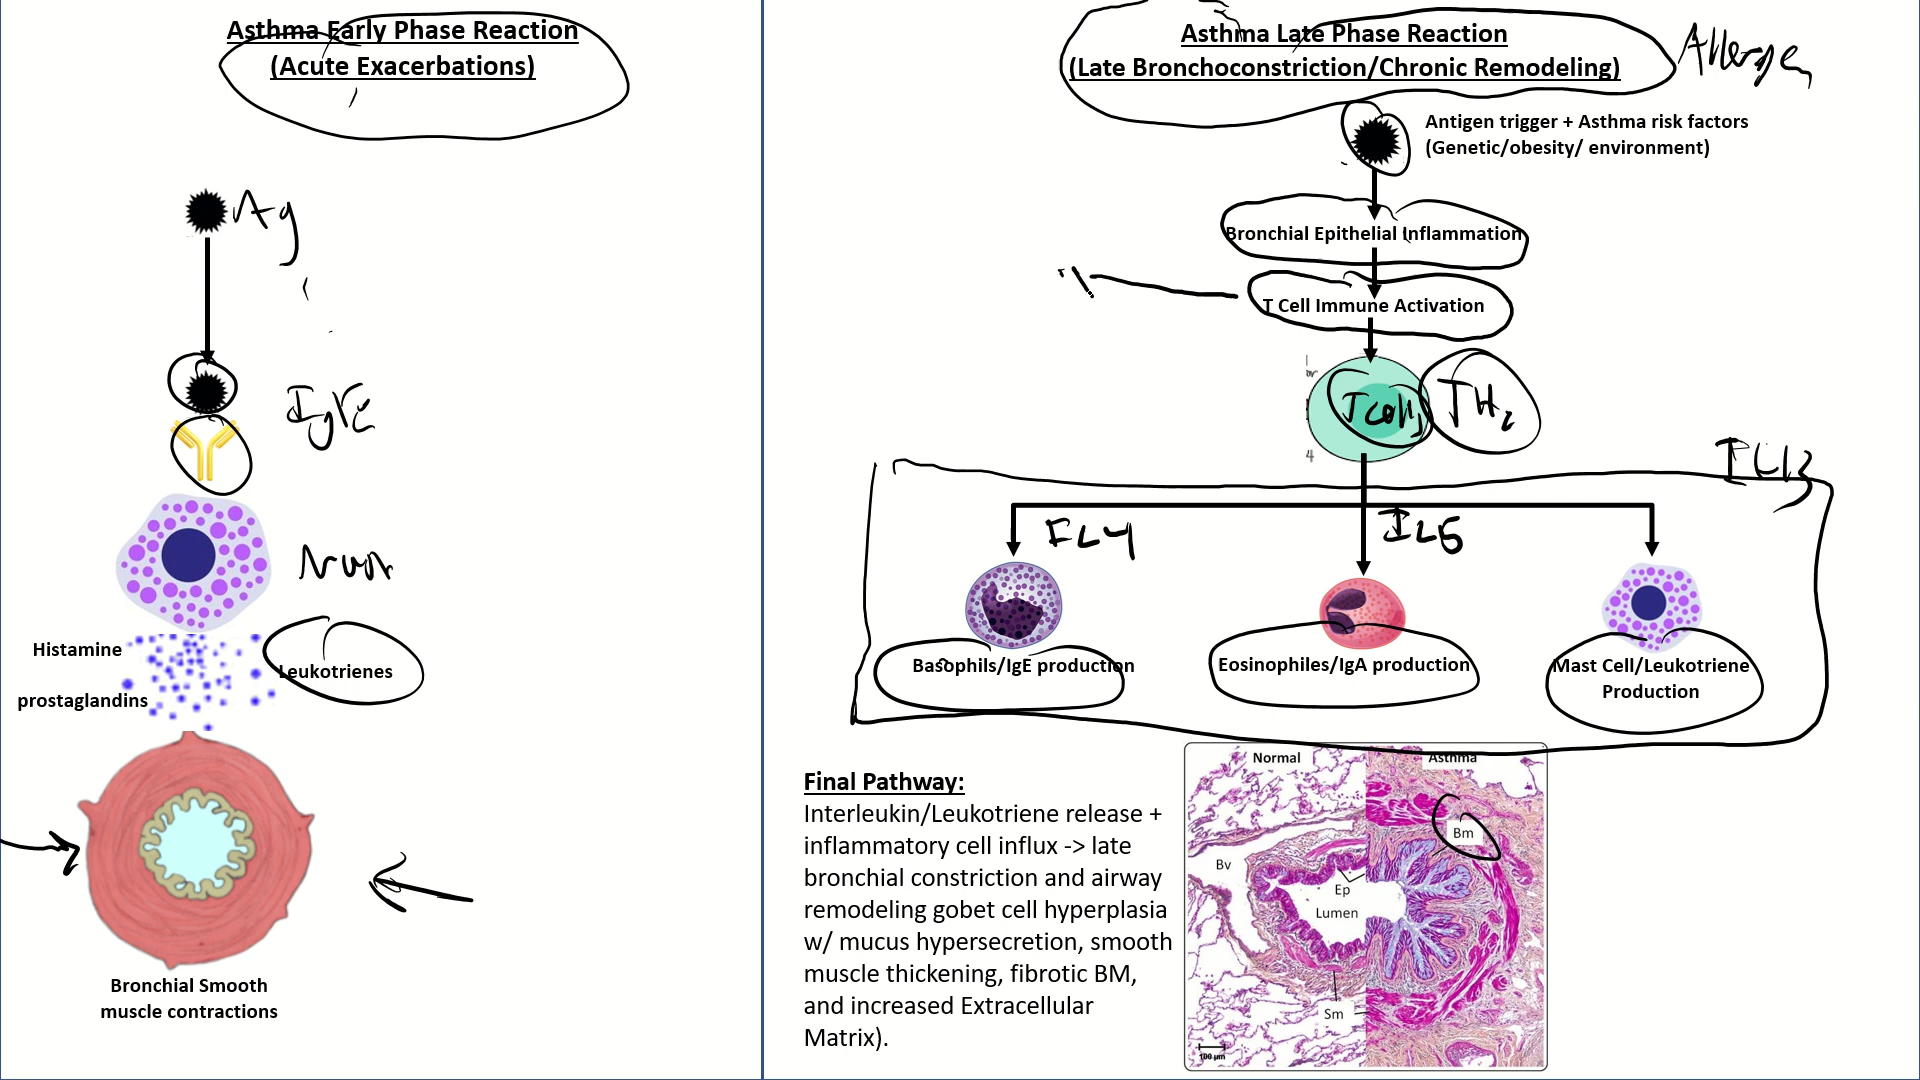 Asthma Early Phase Reaction
(Acute Exacerbations)
Ag
IgE
Histamine
Leukotrienes
prostaglandins
Bronchial Smooth
muscle contractions
Asthma Late Phase Reaction
(Late Bronchoconstriction/Chronic Remodeling)
Allergen
Antigen trigger + Asthma risk factors
(Genetic/obesity/ environment)
Bronchial Epithelial Inflammation
T Cell Immune Activation
TH2
IL13
IL4
IL5
Basophils/IgE production
Eosinophiles/IgA production
Mast Cell/Leukotriene
Production
Final Pathway:
Interleukin/Leukotriene release +
inflammatory cell influx -> late
bronchial constriction and airway
remodeling gobet cell hyperplasia
w/ mucus hypersecretion, smooth
muscle thickening, fibrotic BM,
and increased Extracellular
Matrix).
Normal
Asthma
Bm
Bv
Ep
Lumen
Sm
100 µm